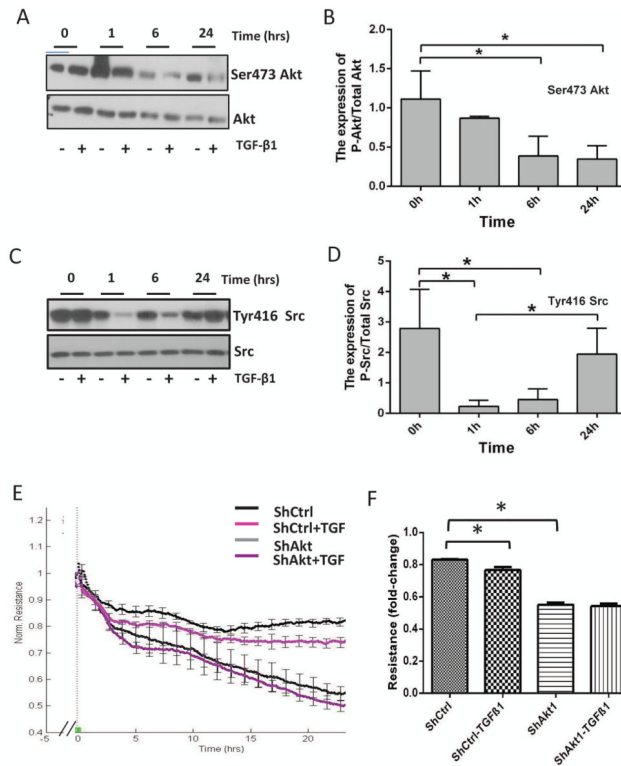 A
0 1 6 24 Time (hrs)
Ser473 Akt
Akt
- + - + - + - + TGF-β1
B
The expression of
P-Akt/Total Akt
2.0
1.5
1.0
0.5
0.0
* 
*
Ser473 Akt
0h 1h 6h 24h
Time
C
0 1 6 24 Time (hrs)
Tyr416 Src
Src
- + - + - + - + TGF-β1
D
The expression of
P-Src/Total Src
5
4
3
2
1
0
*
* *
Tyr416 Src
0h 1h 6h 24h
Time
E
Norm. Resistance
1.2
1.1
1
0.9
0.8
0.7
0.6
0.5
0.4
ShCtrl
ShCtrl+TGF
ShAkt
ShAkt+TGF
-5 0 5 10 15 20
Time (hrs)
F
Resistance (fold-change)
1.0
0.8
0.6
0.4
0.0
*
*
ShCtrl
ShCtrl-TGFβ1
ShAkt1
ShAkt1-TGFβ1